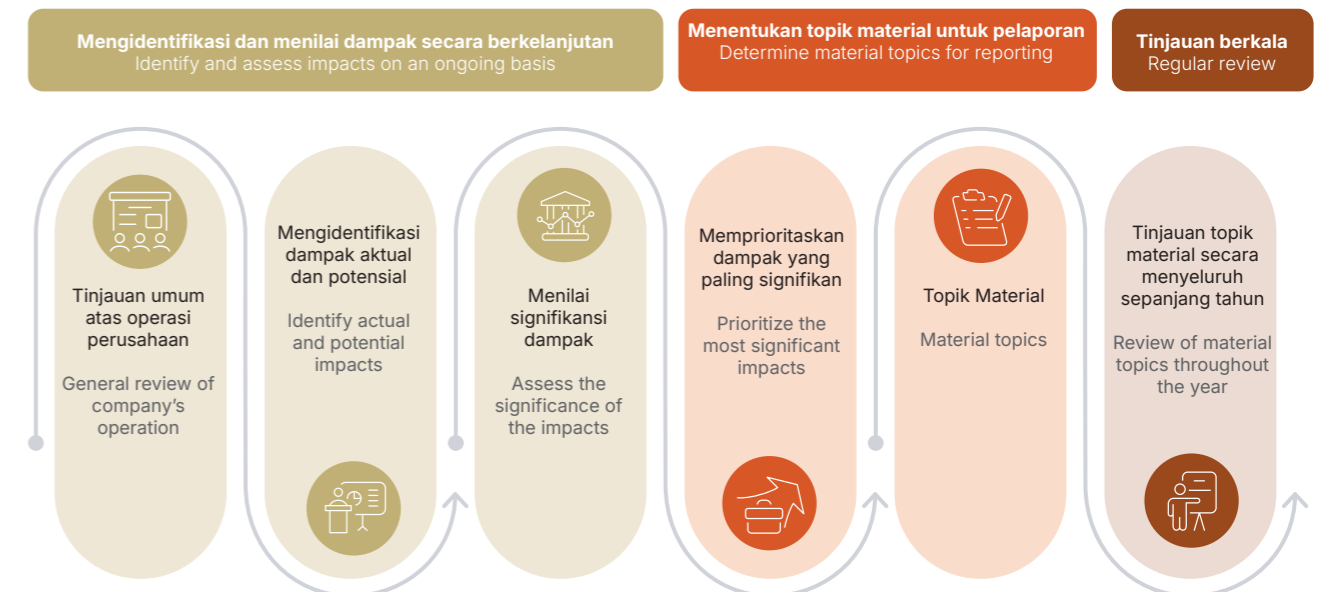 Mengidentifikasi dan menilai dampak secara berkelanjutan
Identify and assess impacts on an ongoing basis
Menentukan topik material untuk pelaporan
Determine material topics for reporting
Tinjauan berkala
Regular review
Tinjauan umum
atas operasi
perusahaan
General review of
company’s
operation
Mengidentifikasi
dampak aktual
dan potensial
Identify actual
and potential
impacts
Menilai
signifikansi
dampak
Assess the
significance of
the impacts
Memprioritaskan
dampak yang
paling signifikan
Prioritize the
most significant
impacts
Topik Material
Material topics
Tinjauan topik
material secara
menyeluruh
sepanjang tahun
Review of material
topics throughout
the year